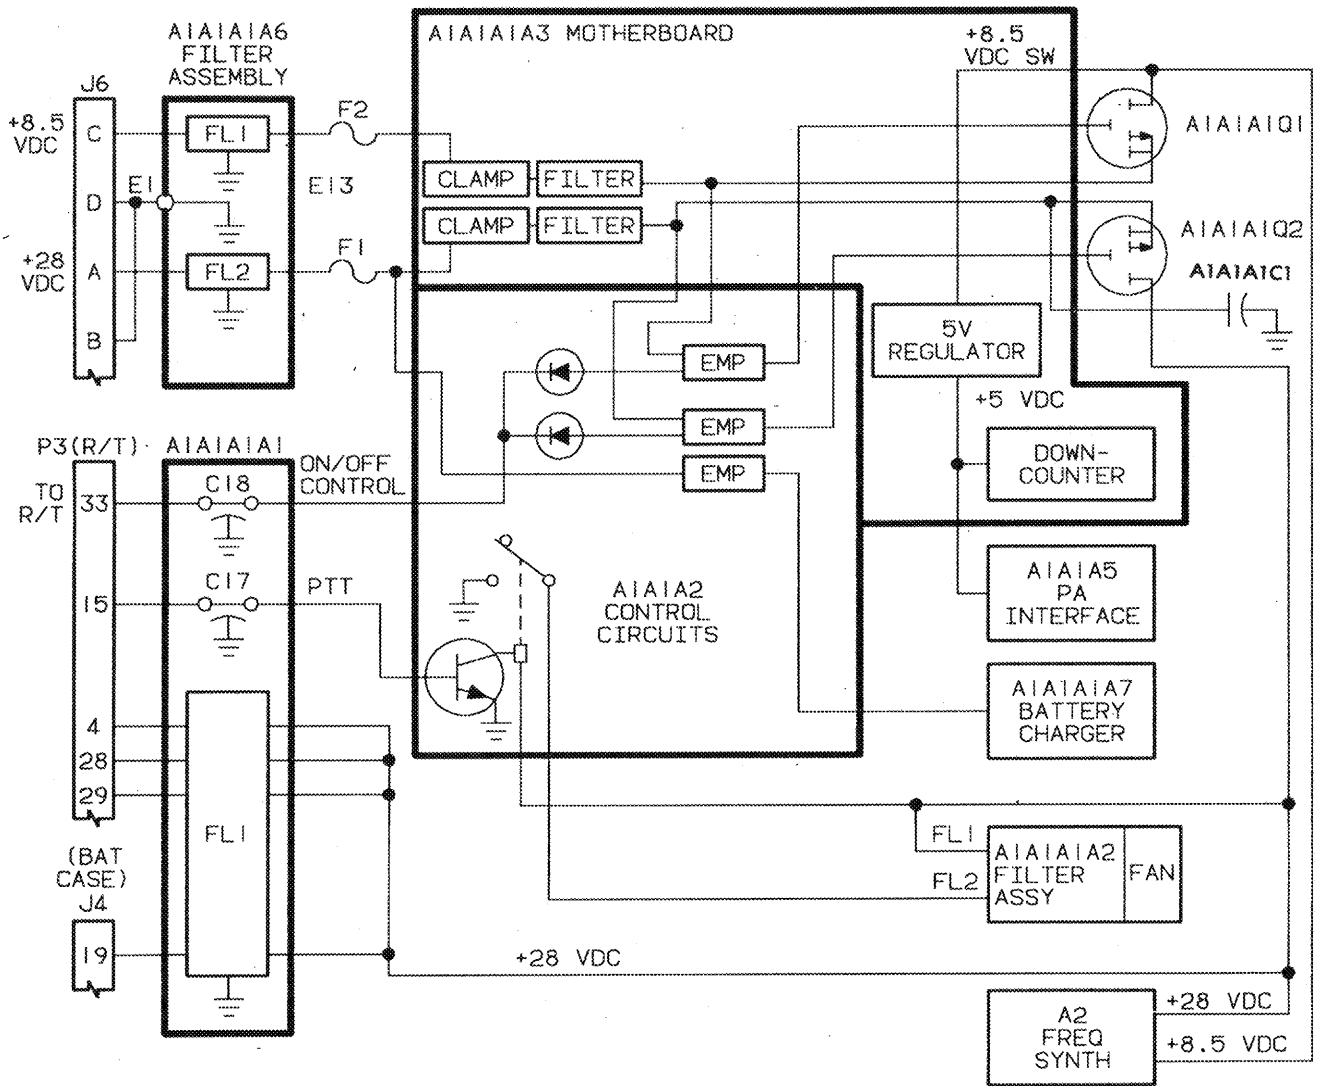 A1A1A1A6
FILTER
ASSEMBLY
J6
+8.5
VDC
C
FL1
F2
E1
D
E13
+28
VDC
A
FL2
F1
B
A1A1A1A3 MOTHERBOARD
+8.5
VDC SW
A1A1A1Q1
CLAMP
FILTER
CLAMP
FILTER
A1A1A1Q2
A1A1A1C1
5V
REGULATOR
+5 VDC
EMP
EMP
EMP
DOWN-
COUNTER
P3(R/T)
A1A1A1A1
TO
R/T
33
C18
ON/OFF
CONTROL
15
C17
PTT
A1A1A2
CONTROL
CIRCUITS
A1A1A5
PA
INTERFACE
A1A1A1A7
BATTERY
CHARGER
4
28
29
FL1
(BAT
CASE)
J4
19
FL1
FL2
A1A1A1A2
FILTER
ASSY
FAN
+28 VDC
A2
FREQ
SYNTH
+28 VDC
+8.5 VDC